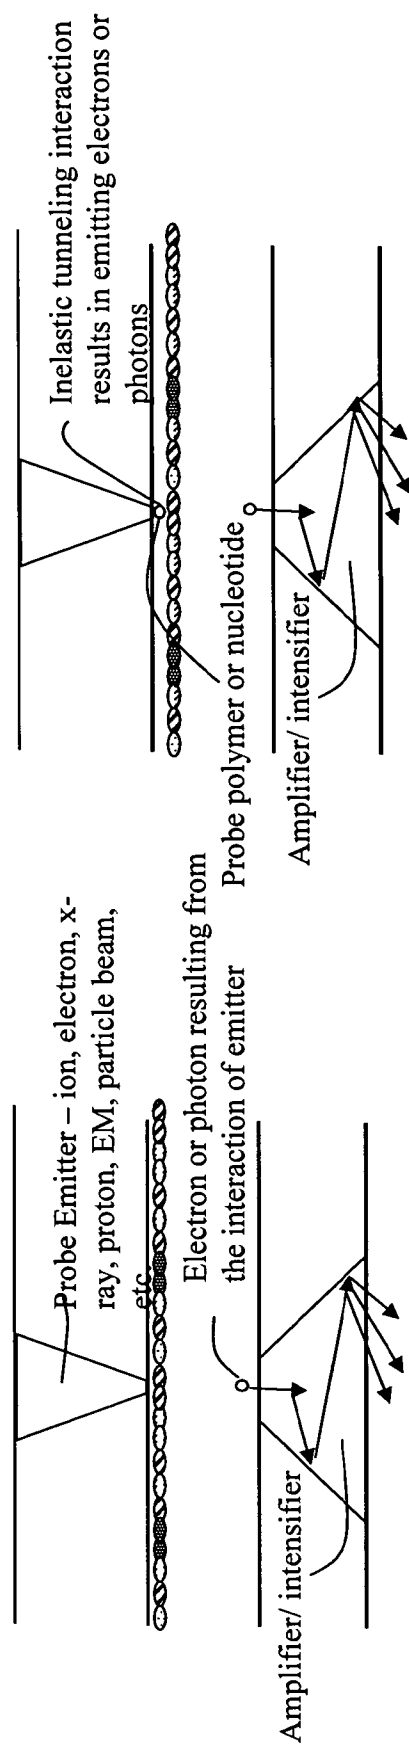 Probe Emitter – ion, electron, x-
ray, proton, EM, particle beam,
etc.
Electron or photon resulting from
the interaction of emitter
Amplifier/ intensifier
Inelastic tunneling interaction
results in emitting electrons or
photons
Probe polymer or nucleotide
Amplifier/ intensifier